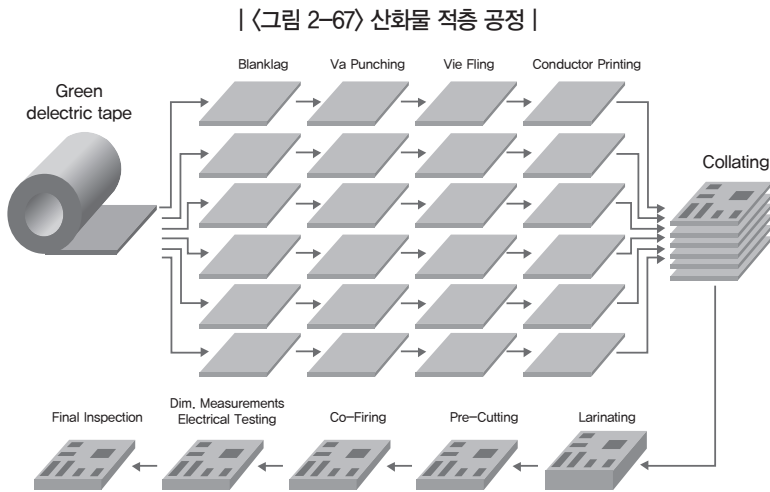 | 〈그림 2-67〉 산화물 적층 공정 |
Blanklag
Va Punching
Vie Fling
Conductor Printing
Green
delectric tape
Collating
Final Inspection
Dim. Measurements
Electrical Testing
Co-Firing
Pre-Cutting
Larinating